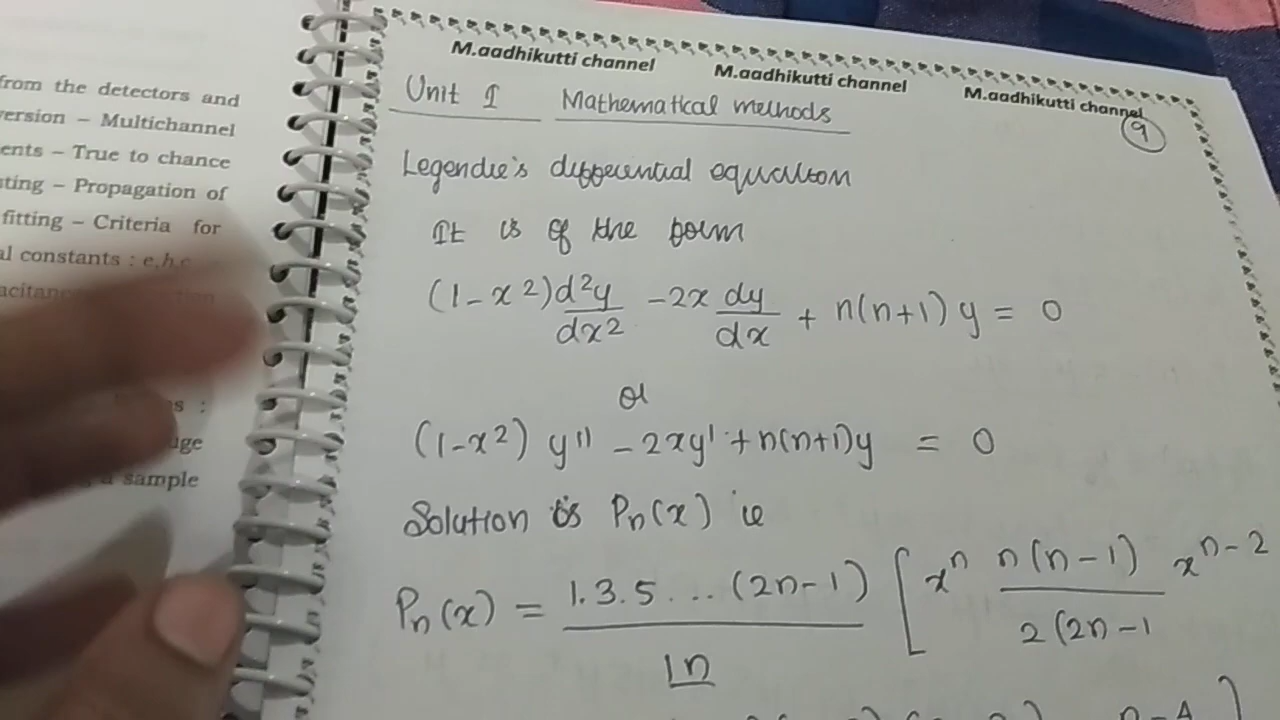 from the detectors and
ersion – Multichannel
ents – True to chance
ting – Propagation of
fitting – Criteria for
al constants : e,h,c
s :
uge
a sample
M.aadhikutti channel M.aadhikutti channel M.aadhikutti channel
9
Unit I Mathematical methods
Legendre's differential equation
It is of the form
(1-x²) d²y/dx² - 2x dy/dx + n(n+1) y = 0
or
(1-x²) y'' - 2xy' + n(n+1)y = 0
Solution is Pn(x) ie
Pn(x) = 1.3.5... (2n-1) / |n [ xⁿ n(n-1) / 2(2n-1 xⁿ⁻²